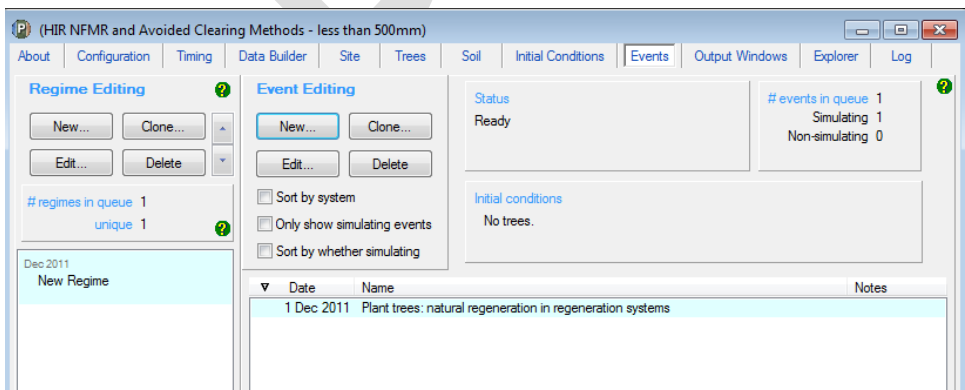 (HIR NFMR and Avoided Clearing Methods - less than 500mm)
About Configuration Timing Data Builder Site Trees Soil Initial Conditions Events Output Windows Explorer Log
Regime Editing
New... Clone...
Edit... Delete
# regimes in queue 1
unique 1
Dec 2011
New Regime
Event Editing
New... Clone...
Edit... Delete
Sort by system
Only show simulating events
Sort by whether simulating
Status
Ready
# events in queue 1
Simulating 1
Non-simulating 0
Initial conditions
No trees.
Date Name Notes
1 Dec 2011 Plant trees: natural regeneration in regeneration systems